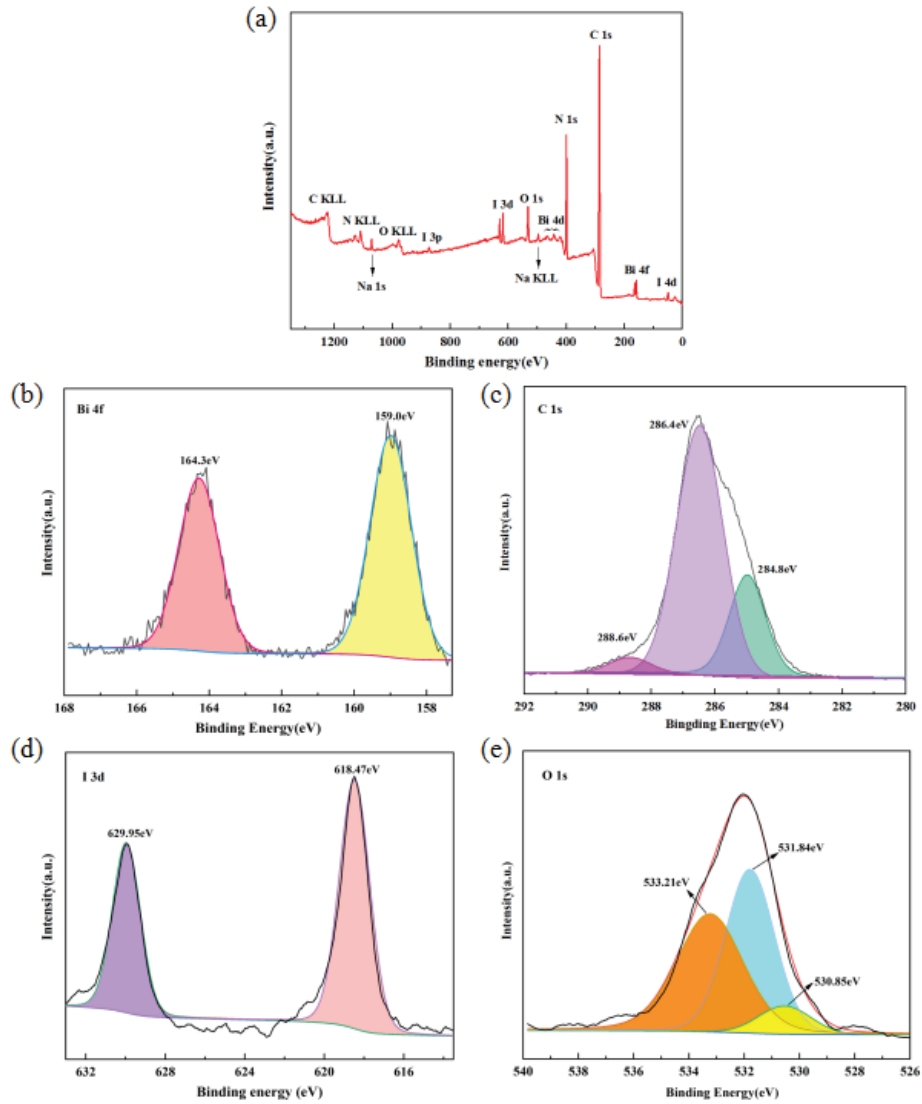 (a)
C 1s
N 1s
C KLL
N KLL
O KLL
I 3p
I 3d
O 1s
Bi 4d
Na 1s
Na KLL
Bi 4f
I 4d
Intensity(a.u.)
1200 1000 800 600 400 200 0
Binding energy(eV)
(b)
Bi 4f
159.0eV
164.3eV
Intensity(a.u.)
168 166 164 162 160 158
Binding Energy(eV)
(c)
C 1s
286.4eV
284.8eV
288.6eV
Intensity(a.u.)
292 290 288 286 284 282 280
Bingding Energy(eV)
(d)
I 3d
618.47eV
629.95eV
Intensity(a.u.)
632 628 624 620 616
Binding energy (eV)
(e)
O 1s
531.84eV
533.21eV
530.85eV
Intensity(a.u.)
540 538 536 534 532 530 528 526
Binding Energy(eV)